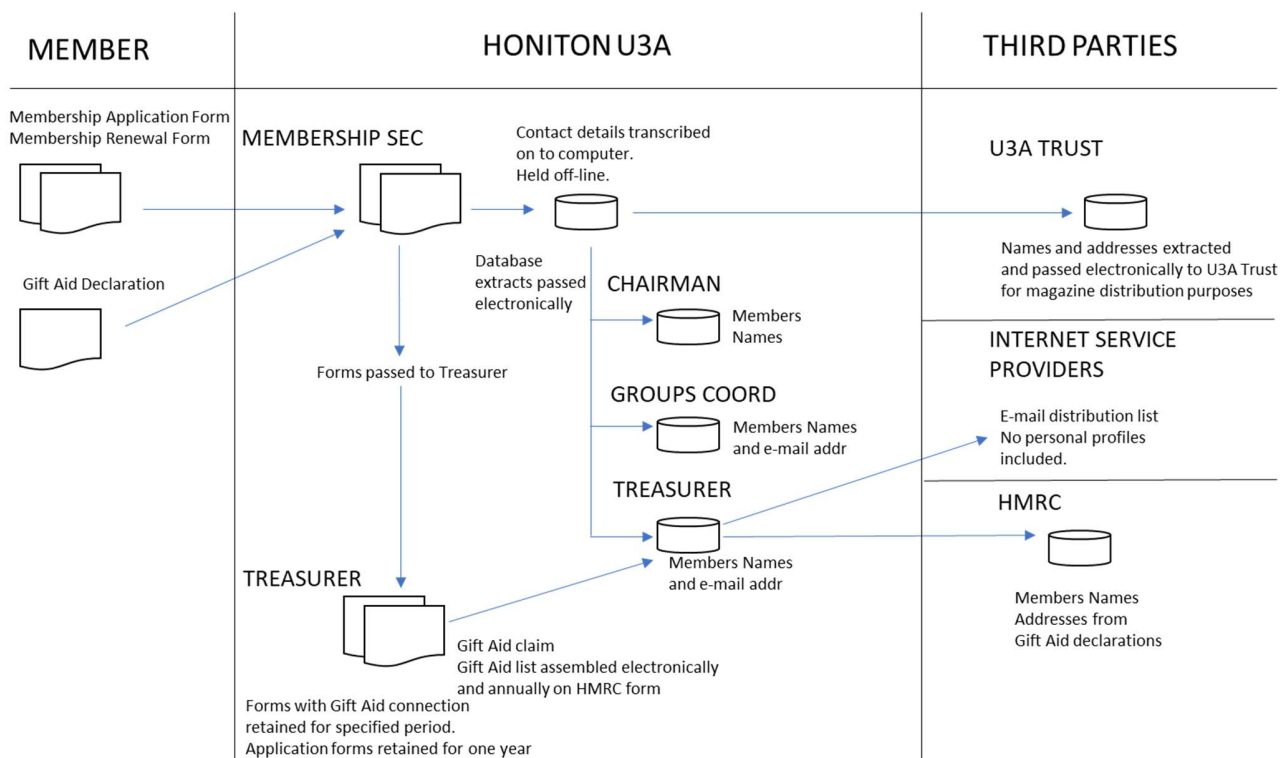 MEMBER
HONITON U3A
THIRD PARTIES
Membership Application Form
Membership Renewal Form
MEMBERSHIP SEC
Contact details transcribed
on to computer.
Held off-line.
U3A TRUST
Names and addresses extracted
and passed electronically to U3A Trust
for magazine distribution purposes
Gift Aid Declaration
Database
extracts passed
electronically
CHAIRMAN
Members
Names
INTERNET SERVICE
PROVIDERS
Forms passed to Treasurer
GROUPS COORD
Members Names
and e-mail addr
E-mail distribution list
No personal profiles
included.
TREASURER
Members Names
and e-mail addr
HMRC
Members Names
Addresses from
Gift Aid declarations
TREASURER
Gift Aid claim
Gift Aid list assembled electronically
and annually on HMRC form
Forms with Gift Aid connection
retained for specified period.
Application forms retained for one year